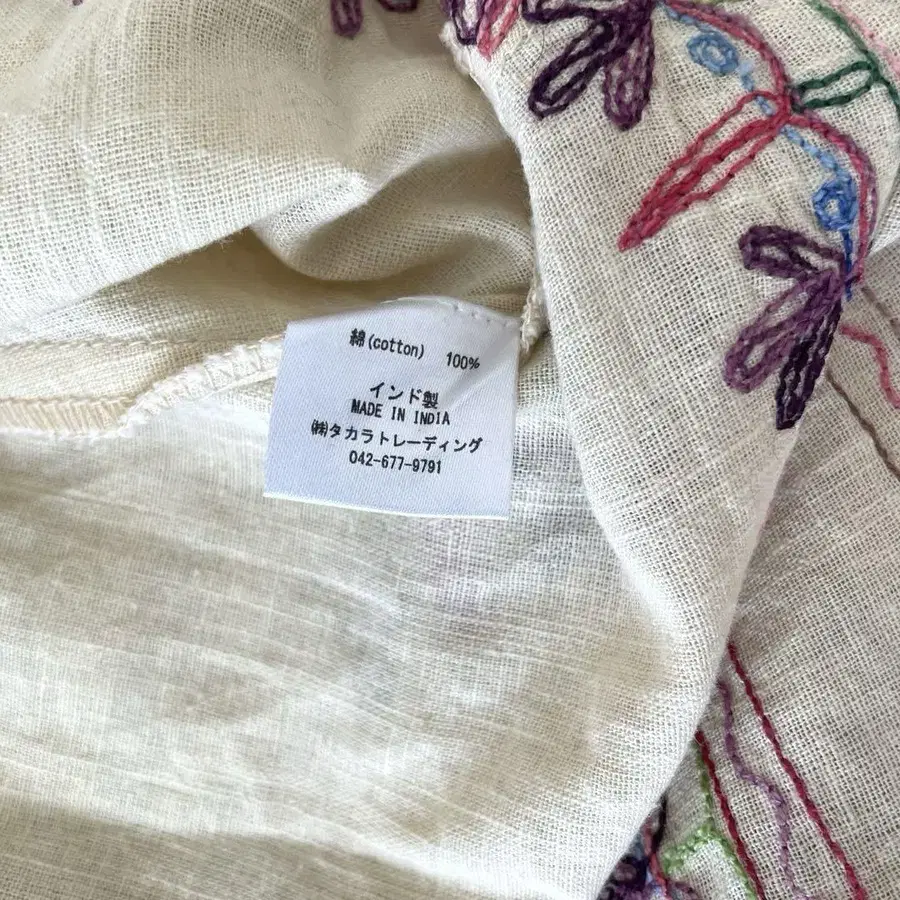 綿(cotton) 100%
インド製
MADE IN INDIA
㈱タカラトレーディング
042-677-9791